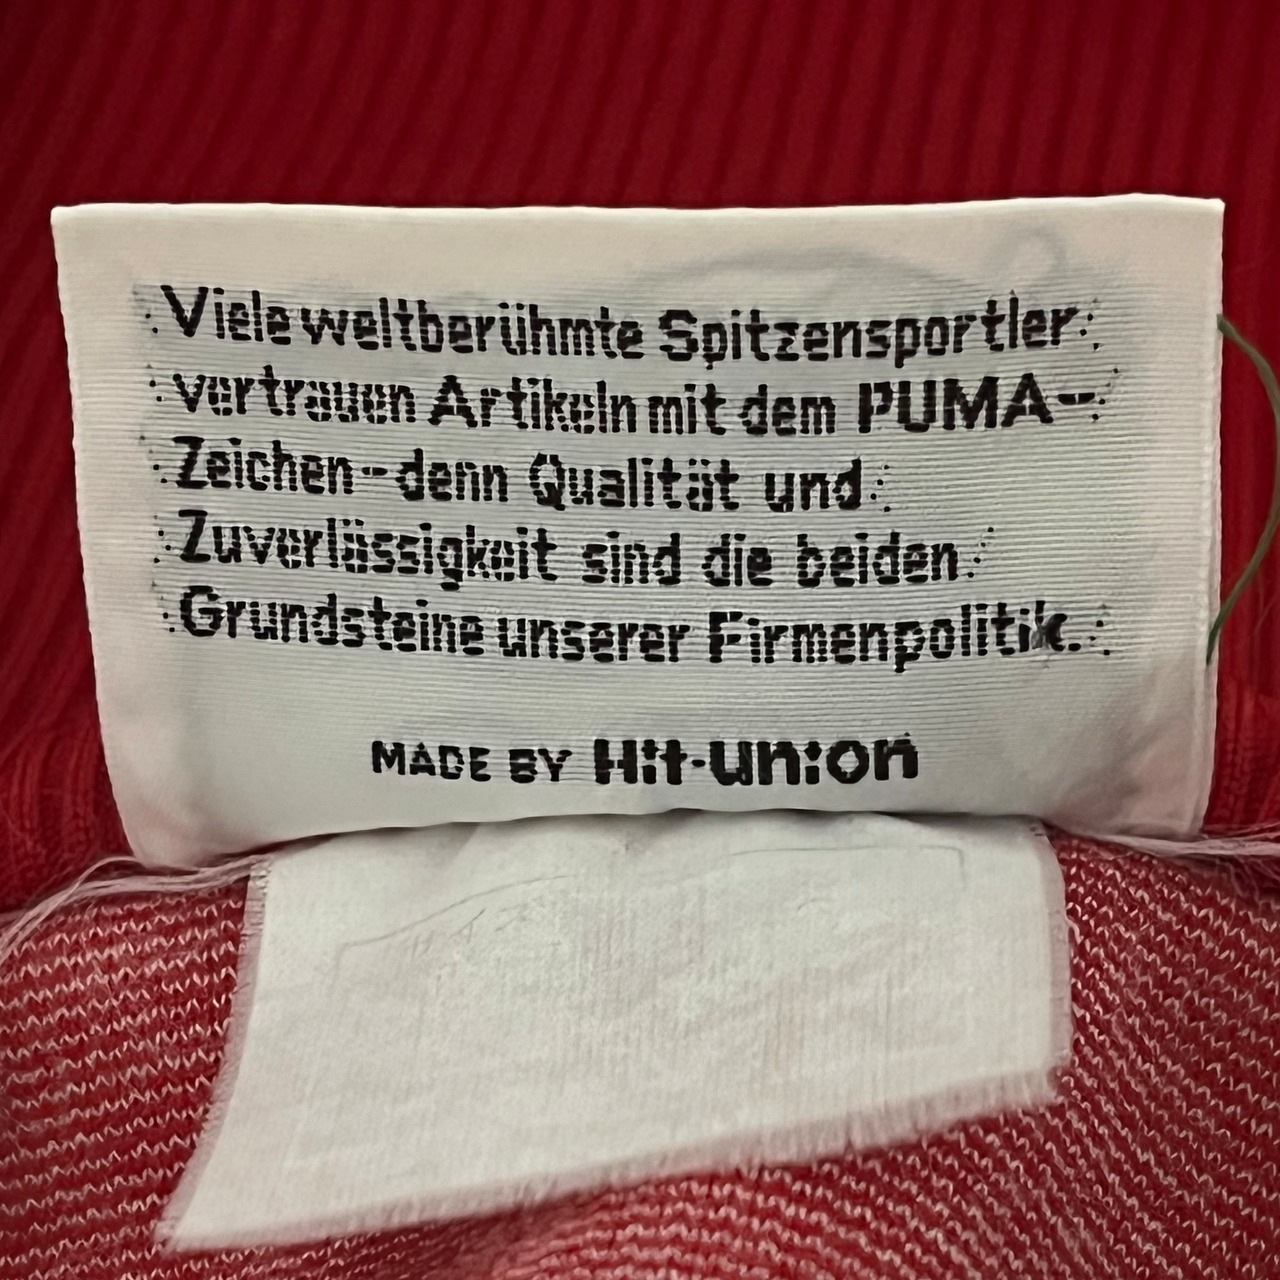 Viele weltberühmte Spitzensportler
vertrauen Artikeln mit dem PUMA-
Zeichen-denn Qualität und
Zuverlässigkeit sind die beiden
Grundsteine unserer Firmenpolitik.
MADE BY Hit-union